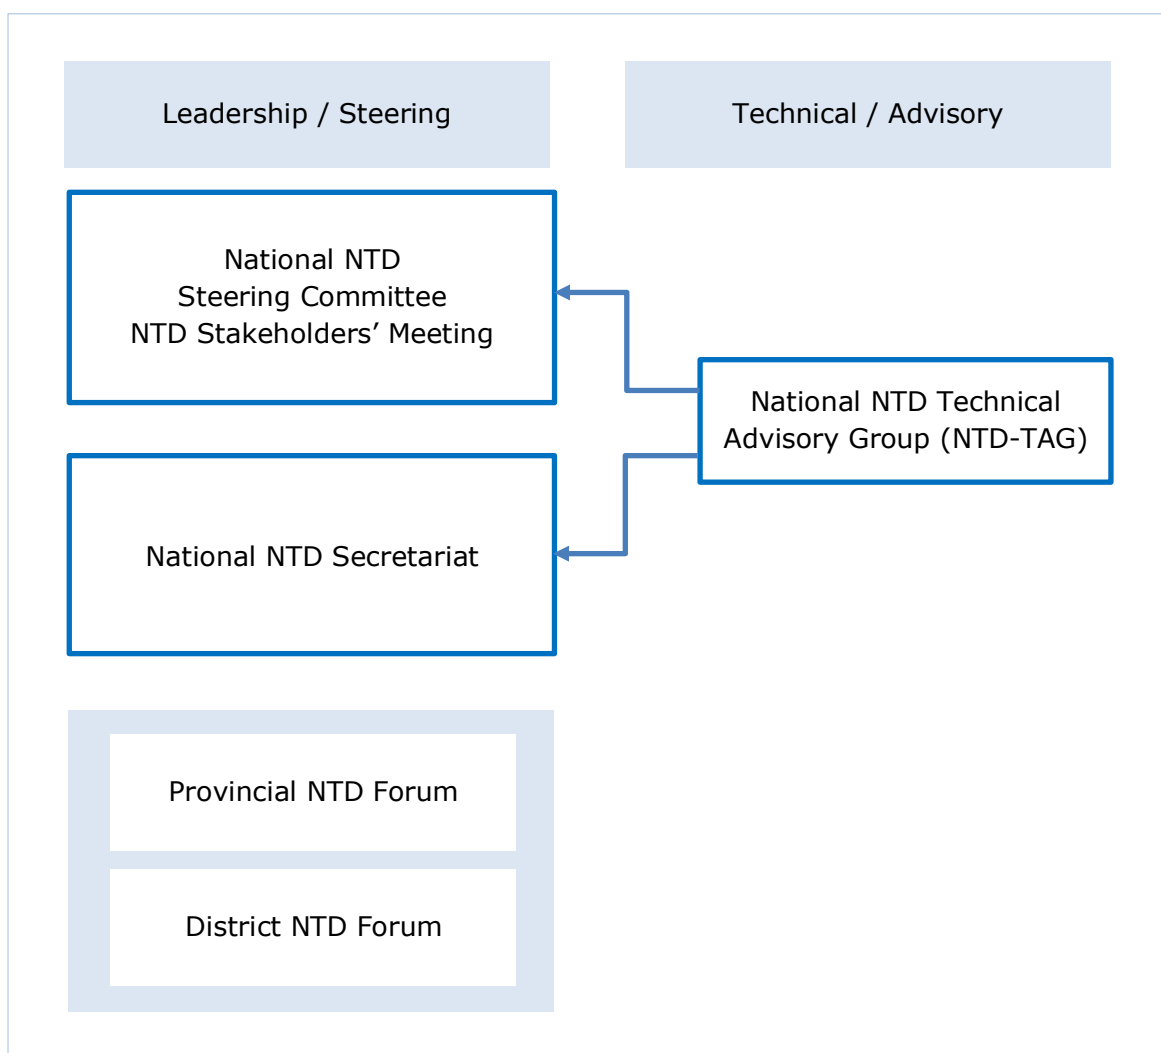 Leadership / Steering
Technical / Advisory
National NTD
Steering Committee
NTD Stakeholders’ Meeting
National NTD Technical
Advisory Group (NTD-TAG)
National NTD Secretariat
Provincial NTD Forum
District NTD Forum